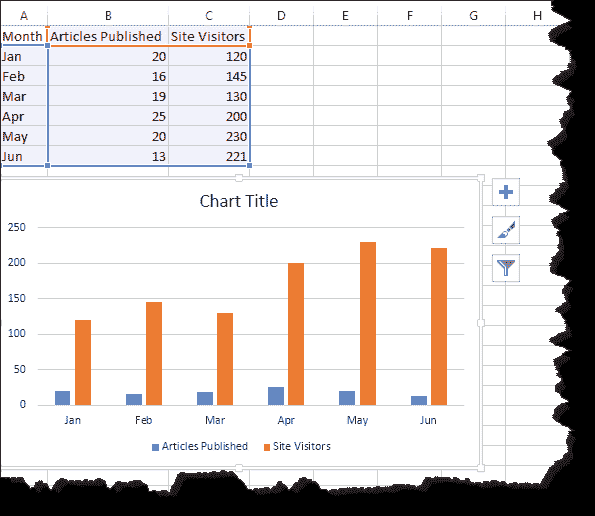 A B C D E F G H
Month Articles Published Site Visitors
Jan 20 120
Feb 16 145
Mar 19 130
Apr 25 200
May 20 230
Jun 13 221
Chart Title
250
200
150
100
50
0
Jan Feb Mar Apr May Jun
Articles Published Site Visitors